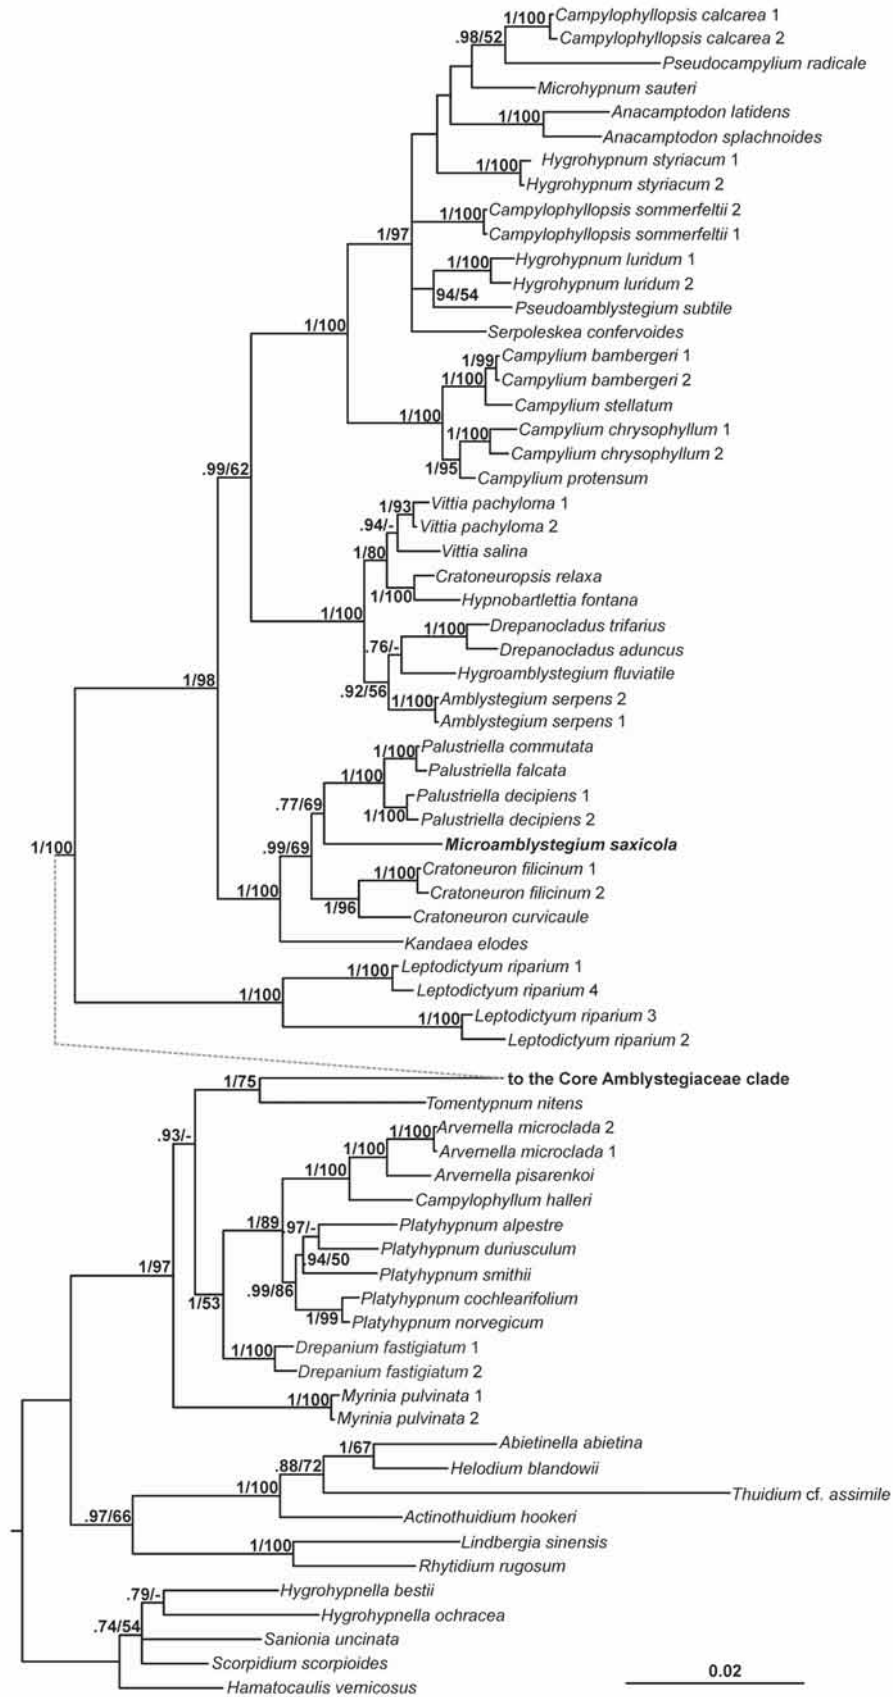 1/100
Campylophyllopsis calcarea 1
.98/52
Campylophyllopsis calcarea 2
Pseudocampylium radicale
Microhypnum sauteri
Anacamptodon latidens
1/100
Anacamptodon splachnoides
1/100
Hygrohypnum styriacum 1
Hygrohypnum styriacum 2
1/100
Campylophyllopsis sommerfeltii 2
1/97
Campylophyllopsis sommerfeltii 1
1/100
Hygrohypnum luridum 1
Hygrohypnum luridum 2
94/54
Pseudoamblystegium subtile
1/100
Serpoleskea confervoides
1/99
Campylium bambergeri 1
1/100
Campylium bambergeri 2
Campylium stellatum
1/100
Campylium chrysophyllum 1
1/100
Campylium chrysophyllum 2
.99/62
1/95
Campylium protensum
1/93
Vittia pachyloma 1
.94/-
Vittia pachyloma 2
1/80
Vittia salina
Cratoneuropsis relaxa
1/100
Hypnobartlettia fontana
1/100
1/100
Drepanocladus trifarius
.76/-
Drepanocladus aduncus
Hygroamblystegium fluviatile
1/98
.92/56
1/100
Amblystegium serpens 2
Amblystegium serpens 1
1/100
Palustriella commutata
1/100
Palustriella falcata
.77/69
Palustriella decipiens 1
1/100
Palustriella decipiens 2
1/100
.99/69
Microamblystegium saxicola
1/100
Cratoneuron filicinum 1
1/100
Cratoneuron filicinum 2
1/96
Cratoneuron curvicaule
Kandaea elodes
1/100
Leptodictyum riparium 1
1/100
Leptodictyum riparium 4
1/100
Leptodictyum riparium 3
Leptodictyum riparium 2
1/75
to the Core Amblystegiaceae clade
Tomentypnum nitens
.93/-
1/100
Arvernella microclada 2
1/100
Arvernella microclada 1
1/100
Arvernella pisarenkoi
Campylophyllum halleri
1/89
.97/-
Platyhypnum alpestre
Platyhypnum duriusculum
.94/50
1/97
Platyhypnum smithii
1/53
.99/86
Platyhypnum cochlearifolium
1/99
Platyhypnum norvegicum
1/100
Drepanium fastigiatum 1
Drepanium fastigiatum 2
1/100
Myrinia pulvinata 1
Myrinia pulvinata 2
1/67
Abietinella abietina
.88/72
Helodium blandowii
1/100
Thuidium cf. assimile
.97/66
Actinothuidium hookeri
1/100
Lindbergia sinensis
Rhytidium rugosum
.79/-
Hygrohypnella bestii
Hygrohypnella ochracea
.74/54
Sanionia uncinata
Scorpidium scorpioides
0.02
Hamatocaulis vernicosus